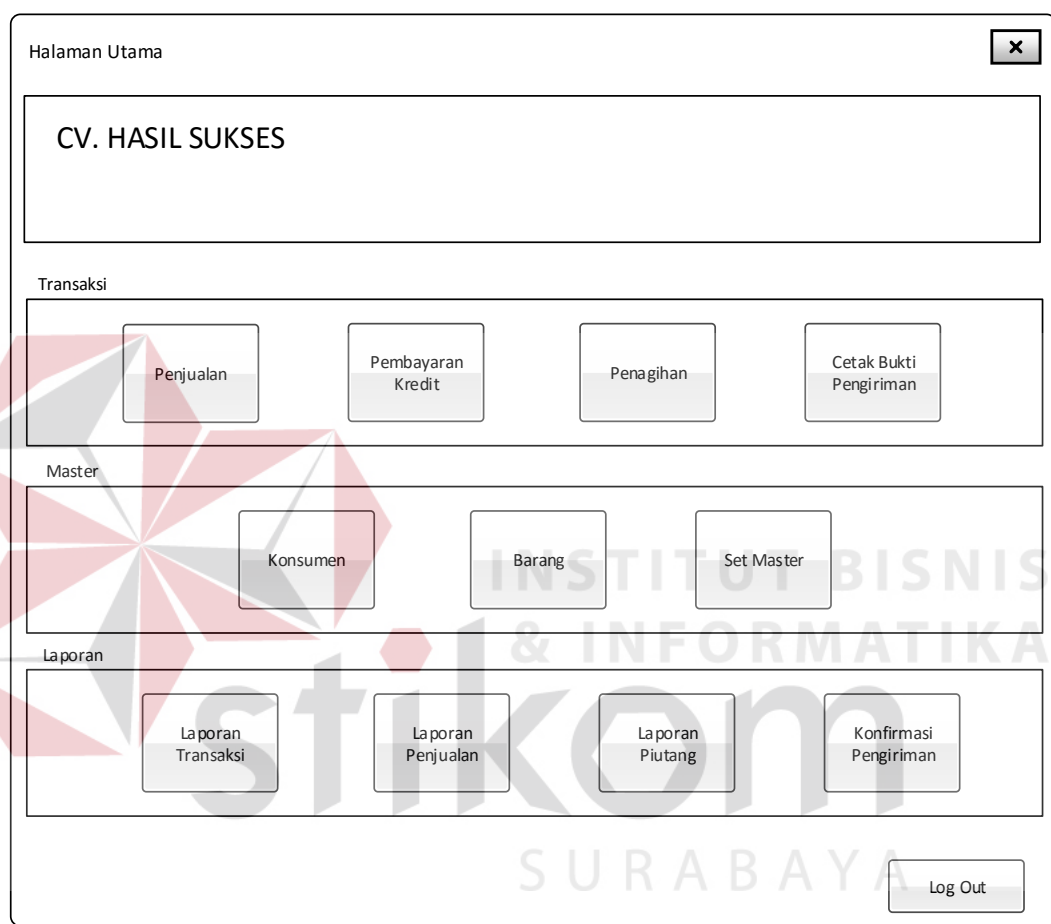 Halaman Utama
CV. HASIL SUKSES
Transaksi
Penjualan
Pembayaran
Kredit
Penagihan
Cetak Bukti
Pengiriman
Master
Konsumen
Barang
Set Master
Laporan
Laporan
Transaksi
Laporan
Penjualan
Laporan
Piutang
Konfirmasi
Pengiriman
Log Out
INSTITUT BISNIS
& INFORMATIKA
stikom
SURABAYA